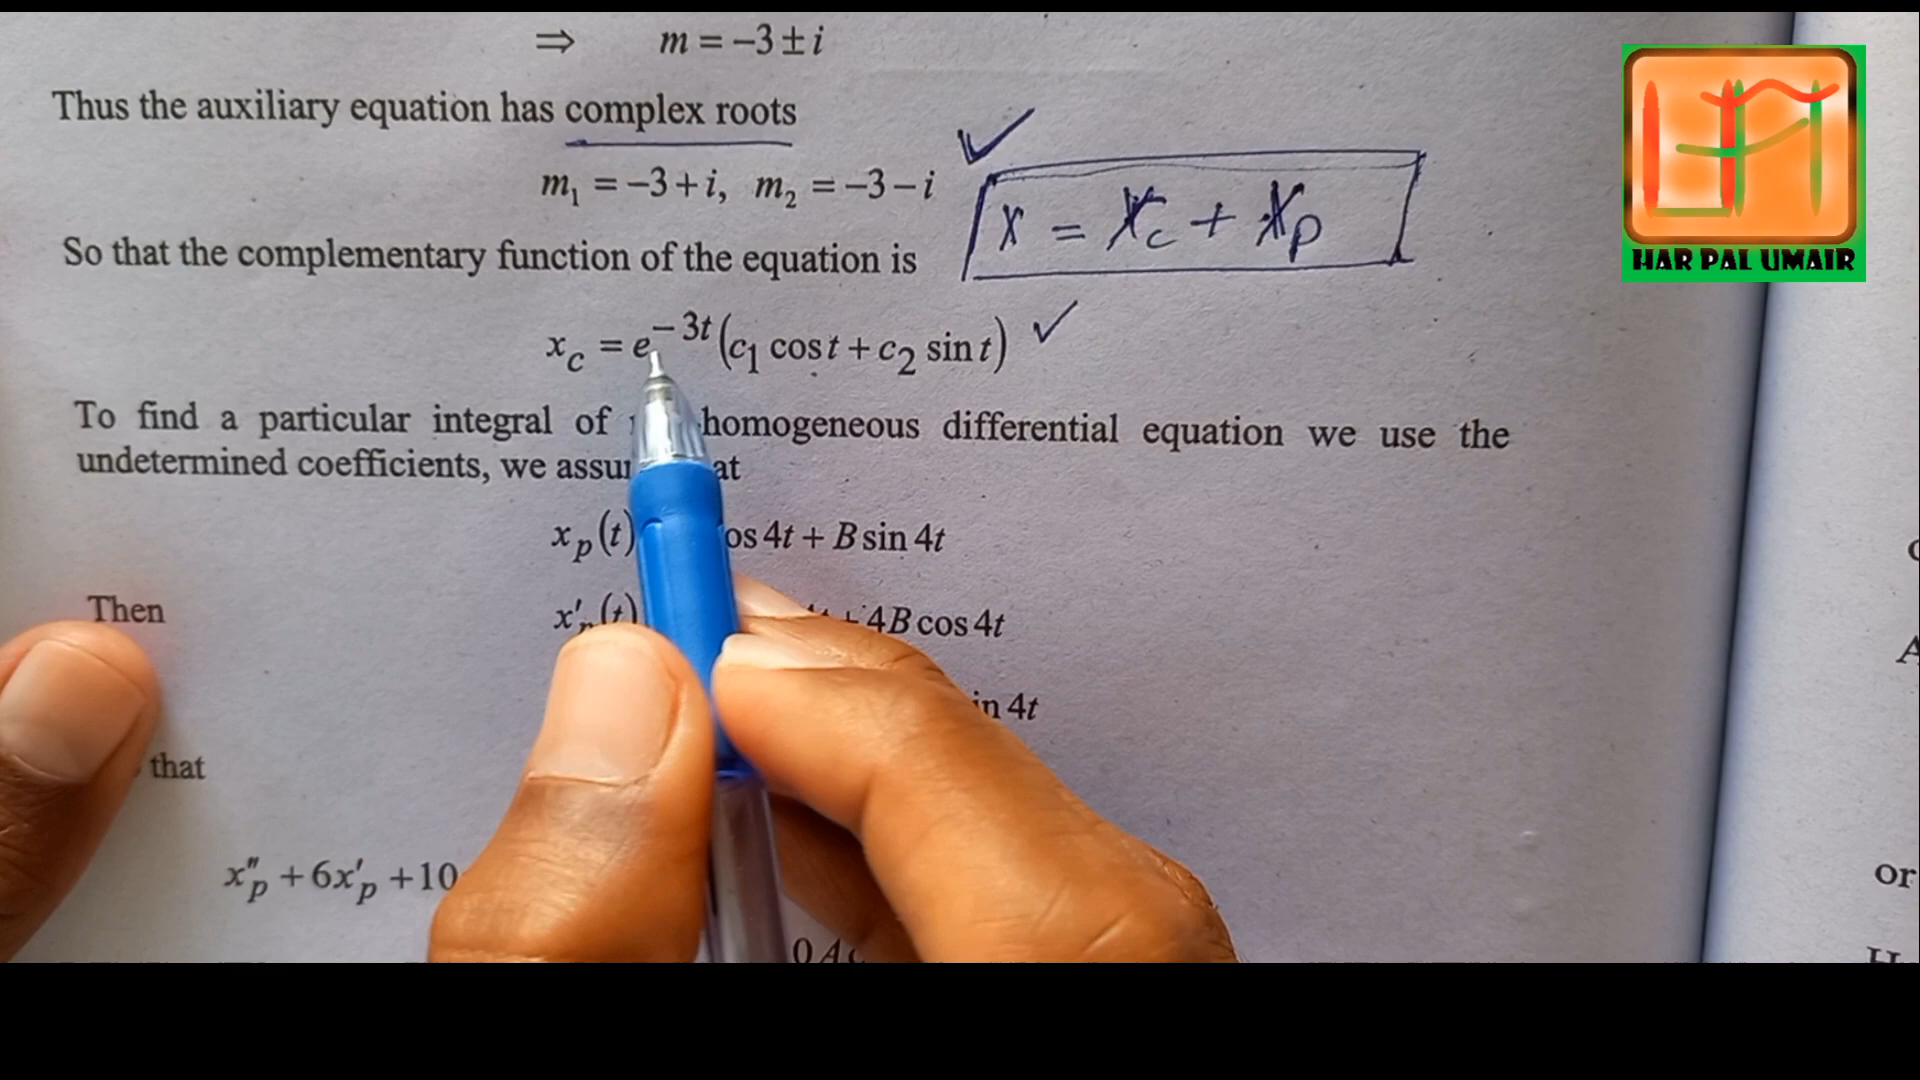 ⇒ m = −3 ± i
Thus the auxiliary equation has complex roots
m₁ = −3 + i, m₂ = −3 − i
x = x_c + x_p
So that the complementary function of the equation is
x_c = e^{−3t}(c₁ cos t + c₂ sin t)
To find a particular integral of homogeneous differential equation we use the
undetermined coefficients, we at
x_p(t) os 4t + B sin 4t
Then x′_p(t) + 4B cos 4t
in 4t
that
x″_p + 6x′_p + 10
0 A
or
HAR PAL UMAIR